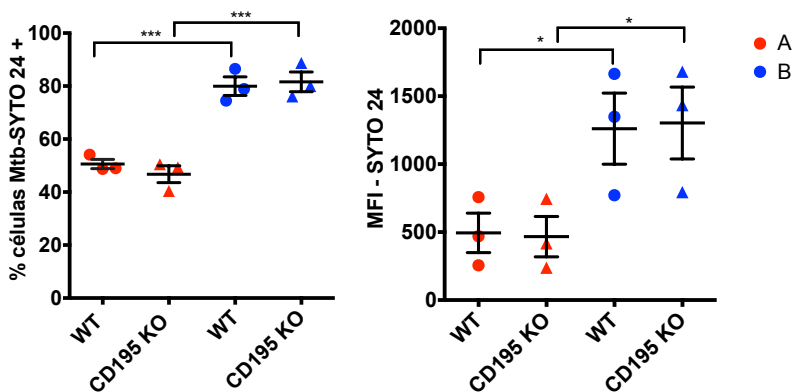 % células Mtb-SYTO 24 +
100
80
60
40
20
0
***
***
WT
CD195 KO
WT
CD195 KO
MFI - SYTO 24
2000
1500
1000
500
0
*
*
WT
CD195 KO
WT
CD195 KO
A
B